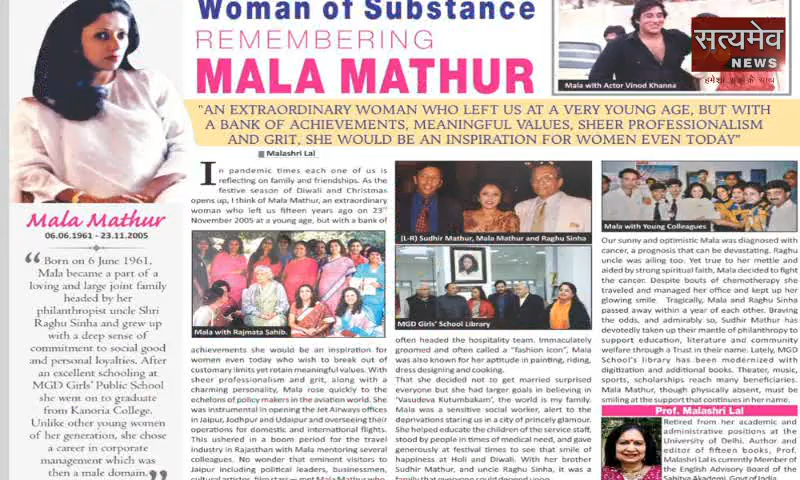 Woman of Substance
REMEMBERING
MALA MATHUR
Mala with Actor Vinod Khanna
सत्यमेव
NEWS
"AN EXTRAORDINARY WOMAN WHO LEFT US AT A VERY YOUNG AGE, BUT WITH
A BANK OF ACHIEVEMENTS, MEANINGFUL VALUES, SHEER PROFESSIONALISM
AND GRIT, SHE WOULD BE AN INSPIRATION FOR WOMEN EVEN TODAY"
Mala Mathur
06.06.1961 - 23.11.2005
"Born on 6 June 1961,
Mala became a part of a
loving and large joint family
headed by her
philanthropist uncle Shri
Raghu Sinha and grew up
with a deep sense of
commitment to social good
and personal loyalties. After
an excellent schooling at
MGD Girls' Public School
she went on to graduate
from Kanoria College.
Unlike other young women
of her generation, she chose
a career in corporate
management which was
then a male domain."
Malashri Lal
In pandemic times each one of us is
reflecting on family and friendships. As the
festive season of Diwali and Christmas
opens up, I think of Mala Mathur, an extraordinary
woman who left us fifteen years ago on 23rd
November 2005 at a young age, but with a bank of
Mala with Rajmata Sahib.
achievements she would be an inspiration for
women even today who wish to break out of
customary limits yet retain meaningful values. With
sheer professionalism and grit, along with a
charming personality, Mala rose quickly to the
echelons of policy makers in the aviation world. She
was instrumental in opening the Jet Airways offices
in Jaipur, Jodhpur and Udaipur and overseeing their
operations for domestic and international flights.
This ushered in a boom period for the travel
industry in Rajasthan with Mala mentoring several
colleagues. No wonder that eminent visitors to
Jaipur including political leaders, businessmen,
cultural artistes, film stars — met Mala Mathur who
(L-R) Sudhir Mathur, Mala Mathur and Raghu Sinha
MGD Girls' School Library
often headed the hospitality team. Immaculately
groomed and often called a "fashion icon", Mala
was also known for her aptitude in painting, riding,
dress designing and cooking.
That she decided not to get married surprised
everyone but she had larger goals in believing in
'Vasudeva Kutumbakam', the world is my family.
Mala was a sensitive social worker, alert to the
deprivations staring us in a city of princely glamour.
She helped educate the children of the service staff,
stood by people in times of medical need, and gave
generously at festival times to see that smile of
happiness at Holi and Diwali. With her brother
Sudhir Mathur, and uncle Raghu Sinha, it was a
family that everyone could depend upon.
Mala with Young Colleagues
Our sunny and optimistic Mala was diagnosed with
cancer, a prognosis that can be devastating. Raghu
uncle was ailing too. Yet true to her mettle and
aided by strong spiritual faith, Mala decided to fight
the cancer. Despite bouts of chemotherapy she
traveled and managed her office and kept up her
glowing smile. Tragically, Mala and Raghu Sinha
passed away within a year of each other. Braving
the odds, and admirably so, Sudhir Mathur has
devotedly taken up their mantle of philanthropy to
support education, literature and community
welfare through a Trust in their name. Lately, MGD
School's library has been modernized with
digitization and additional books. Theater, music,
sports, scholarships reach many beneficiaries.
Mala Mathur, though physically absent, must be
smiling at the support that continues in her name.
Prof. Malashri Lal
Retired from her academic and
administrative positions at the
University of Delhi. Author and
editor of fifteen books, Prof.
Malashri Lal is currently Member of
the English Advisory Board of the
Sahitya Akademi, Govt of India.